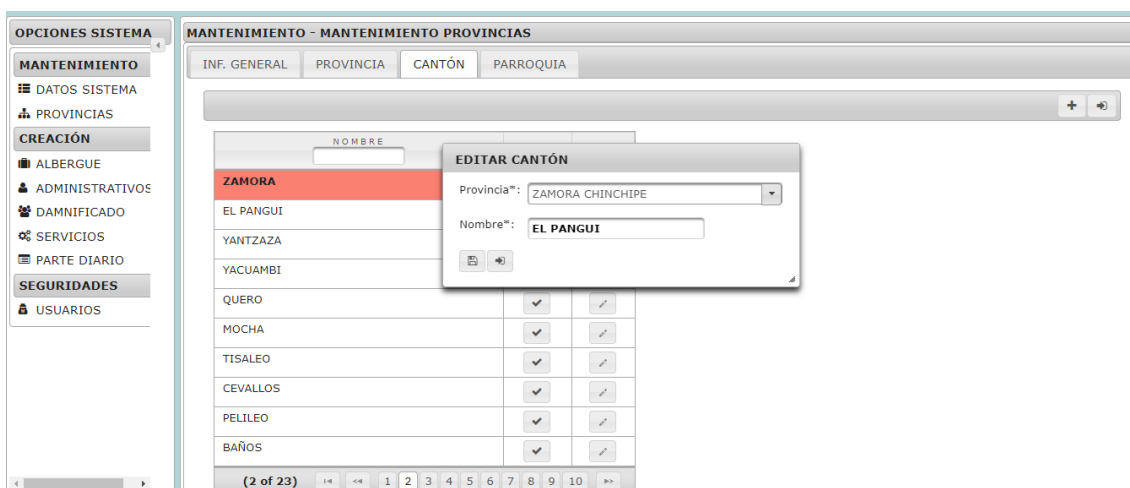 OPCIONES SISTEMA
MANTENIMIENTO
DATOS SISTEMA
PROVINCIAS
CREACIÓN
ALBERGUE
ADMINISTRATIVOS
DAMNIFICADO
SERVICIOS
PARTE DIARIO
SEGURIDADES
USUARIOS
MANTENIMIENTO - MANTENIMIENTO PROVINCIAS
INF. GENERAL PROVINCIA CANTÓN PARROQUIA
NOMBRE
ZAMORA
EL PANGUI
YANTZAZA
YACUAMBI
QUERO
MOCHA
TISALEO
CEVALLOS
PELILEO
BAÑOS
(2 of 23) 1 2 3 4 5 6 7 8 9 10
EDITAR CANTÓN
Provincia*: ZAMORA CHINCHIPE
Nombre*: EL PANGUI